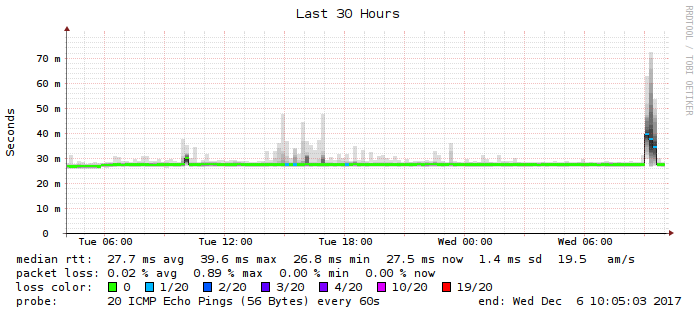 Last 30 Hours
RRDTOOL / TOBI OETIKER
Seconds
70 m
60 m
50 m
40 m
30 m
20 m
10 m
0
Tue 06:00 Tue 12:00 Tue 18:00 Wed 00:00 Wed 06:00
median rtt: 27.7 ms avg 39.6 ms max 26.8 ms min 27.5 ms now 1.4 ms sd 19.5 am/s
packet loss: 0.02 % avg 0.89 % max 0.00 % min 0.00 % now
loss color: 0 1/20 2/20 3/20 4/20 10/20 19/20
probe: 20 ICMP Echo Pings (56 Bytes) every 60s end: Wed Dec 6 10:05:03 2017